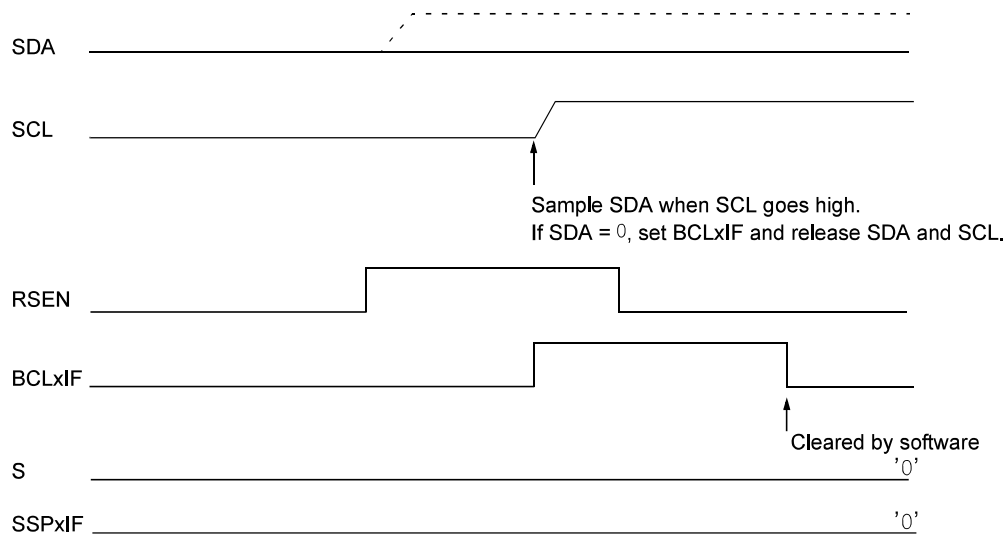 SDA
SCL
Sample SDA when SCL goes high.
If SDA = 0, set BCLxIF and release SDA and SCL.
RSEN
BCLxIF
Cleared by software
S '0'
SSPxIF '0'